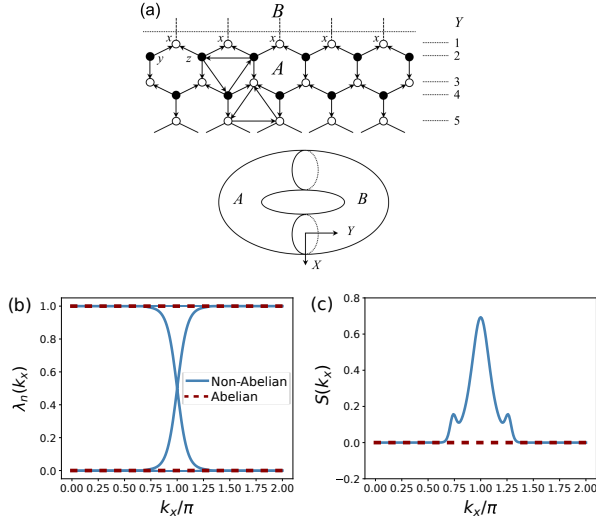 (a)
B
Y
x x x x x
1
y z A
2
3
4
5
A B
Y
X
(b)
λn(kx)
1.0
0.8
0.6
0.4
0.2
0.0
Non-Abelian
Abelian
0.00 0.25 0.50 0.75 1.00 1.25 1.50 1.75 2.00
kx/π
(c)
S(kx)
0.8
0.6
0.4
0.2
0.0
−0.2
0.00 0.25 0.50 0.75 1.00 1.25 1.50 1.75 2.00
kx/π